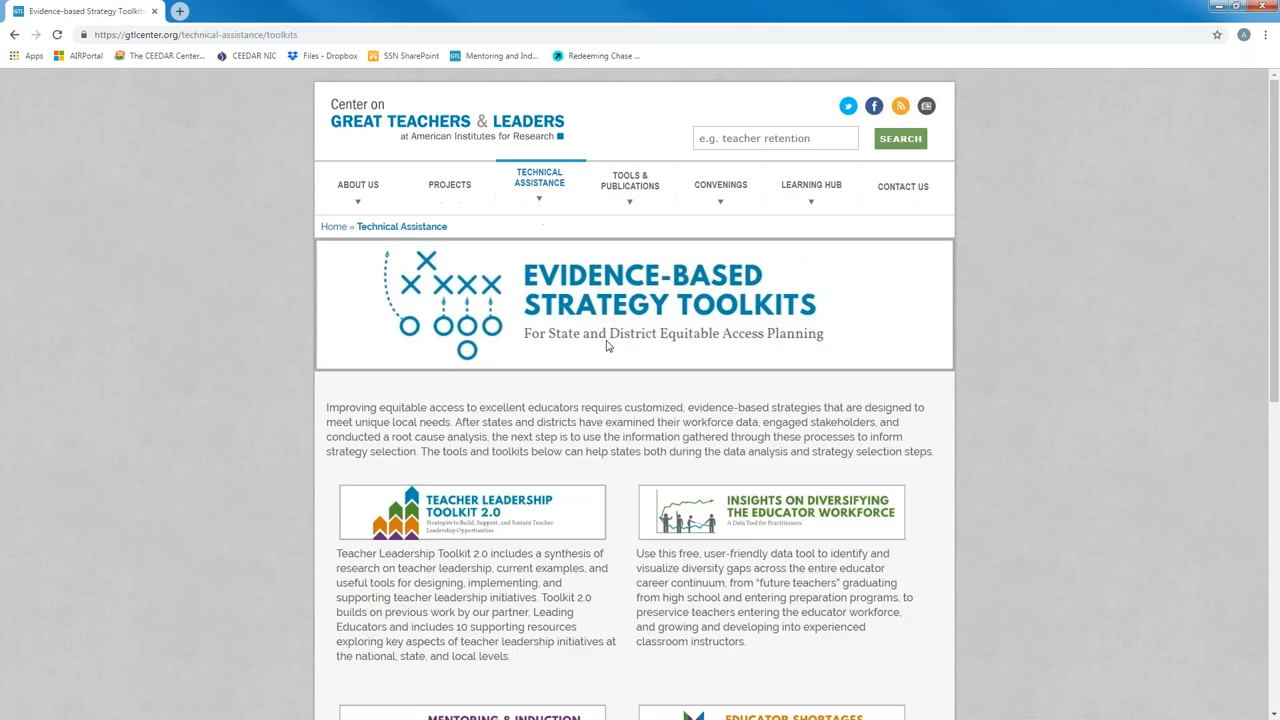 Evidence-based Strategy Toolkits
https://gtlcenter.org/technical-assistance/toolkits
Apps AIRPortal The CEEDAR Center... CEEDAR NIC Files - Dropbox SSN SharePoint Mentoring and Ind... Redeeming Chase ...
Center on
GREAT TEACHERS & LEADERS
at American Institutes for Research
e.g. teacher retention
SEARCH
ABOUT US
PROJECTS
TECHNICAL
ASSISTANCE
TOOLS &
PUBLICATIONS
CONVENINGS
LEARNING HUB
CONTACT US
Home » Technical Assistance
EVIDENCE-BASED
STRATEGY TOOLKITS
For State and District Equitable Access Planning
Improving equitable access to excellent educators requires customized, evidence-based strategies that are designed to
meet unique local needs. After states and districts have examined their workforce data, engaged stakeholders, and
conducted a root cause analysis, the next step is to use the information gathered through these processes to inform
strategy selection. The tools and toolkits below can help states both during the data analysis and strategy selection steps.
TEACHER LEADERSHIP
TOOLKIT 2.0
Strategies to Build, Support, and Sustain Teacher
Leadership Opportunities
Teacher Leadership Toolkit 2.0 includes a synthesis of
research on teacher leadership, current examples, and
useful tools for designing, implementing, and
supporting teacher leadership initiatives. Toolkit 2.0
builds on previous work by our partner, Leading
Educators and includes 10 supporting resources
exploring key aspects of teacher leadership initiatives at
the national, state, and local levels.
INSIGHTS ON DIVERSIFYING
THE EDUCATOR WORKFORCE
A Data Tool for Practitioners
Use this free, user-friendly data tool to identify and
visualize diversity gaps across the entire educator
career continuum, from “future teachers” graduating
from high school and entering preparation programs, to
preservice teachers entering the educator workforce,
and growing and developing into experienced
classroom instructors.
MENTORING & INDUCTION
EDUCATOR SHORTAGES